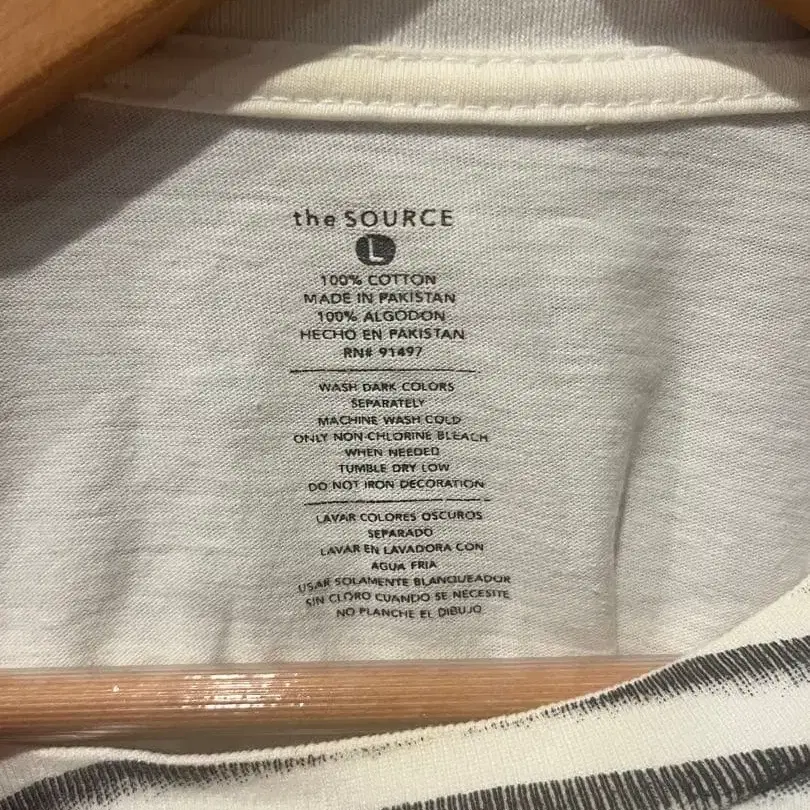 the SOURCE
L
100% COTTON
MADE IN PAKISTAN
100% ALGODON
HECHO EN PAKISTAN
RN# 91497
WASH DARK COLORS
SEPARATELY
MACHINE WASH COLD
ONLY NON-CHLORINE BLEACH
WHEN NEEDED
TUMBLE DRY LOW
DO NOT IRON DECORATION
LAVAR COLORES OSCUROS
SEPARADO
LAVAR EN LAVADORA CON
AGUA FRIA
USAR SOLAMENTE BLANQUEADOR
SIN CLORO CUANDO SE NECESITE
NO PLANCHE EL DIBUJO